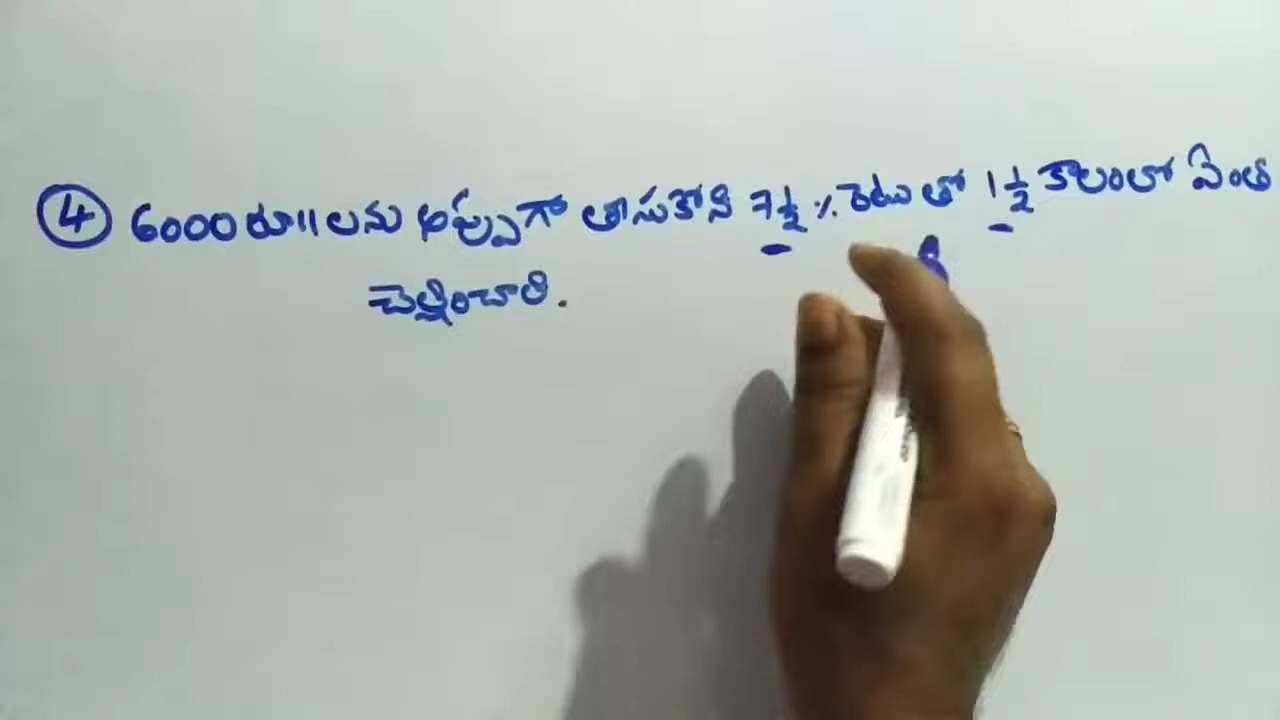 ④ 6000 రూ॥లను అప్పుగా తీసుకోని 7½% రేటు తో 1½ కాలంలో ఏంత
చెల్లించాలి.